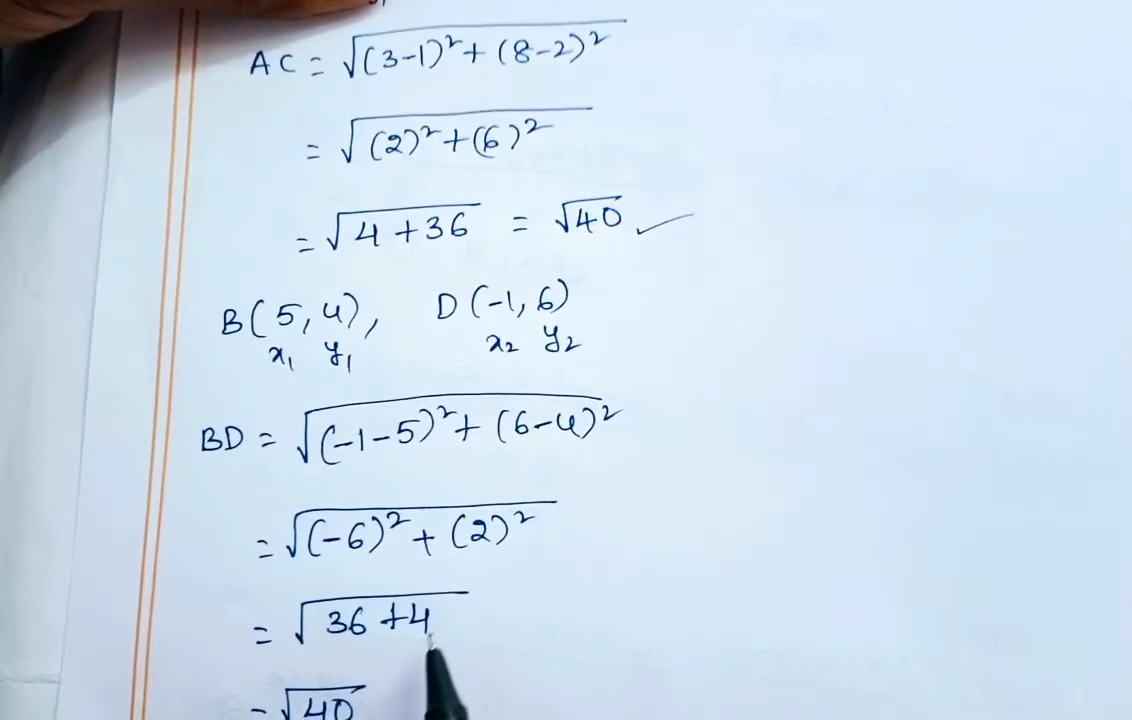 AC = √(3-1)² + (8-2)²
= √(2)² + (6)²
= √4 + 36 = √40 ✓
B(5, 4), D(-1, 6)
x₁ y₁ x₂ y₂
BD = √(-1-5)² + (6-4)²
= √(-6)² + (2)²
= √36 + 4
= √40